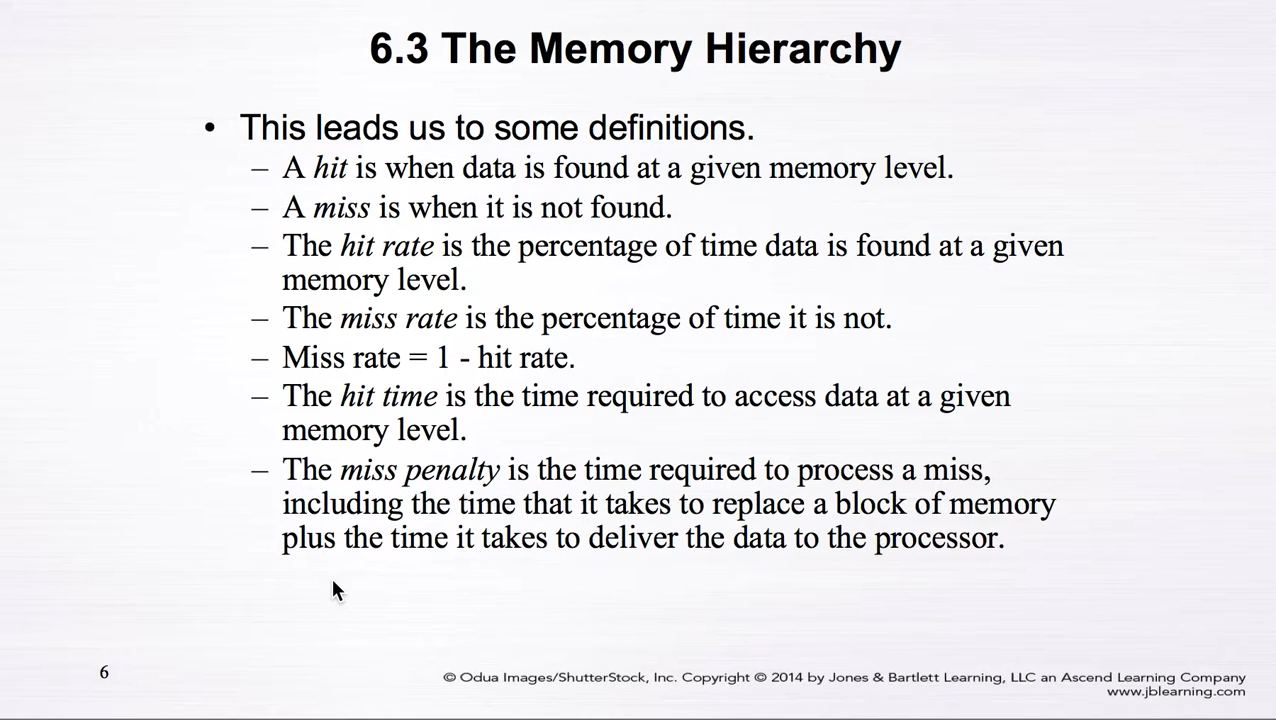 6.3 The Memory Hierarchy
• This leads us to some definitions.
– A hit is when data is found at a given memory level.
– A miss is when it is not found.
– The hit rate is the percentage of time data is found at a given
memory level.
– The miss rate is the percentage of time it is not.
– Miss rate = 1 - hit rate.
– The hit time is the time required to access data at a given
memory level.
– The miss penalty is the time required to process a miss,
including the time that it takes to replace a block of memory
plus the time it takes to deliver the data to the processor.
6
© Odua Images/ShutterStock, Inc. Copyright © 2014 by Jones & Bartlett Learning, LLC an Ascend Learning Company
www.jblearning.com